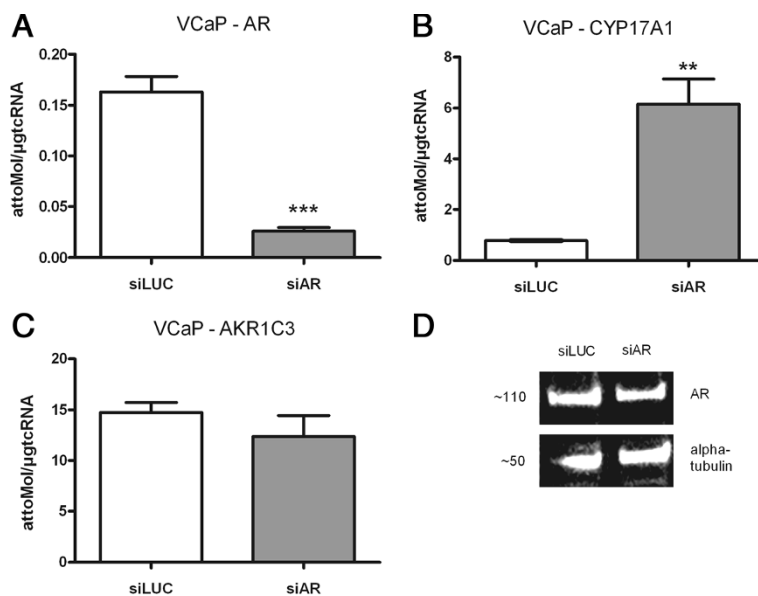 A
VCaP - AR
attoMol/µgtcRNA
0.20
0.15
0.10
0.05
0.00
***
siLUC
siAR
B
VCaP - CYP17A1
attoMol/µgtcRNA
8
6
4
2
0
**
siLUC
siAR
C
VCaP - AKR1C3
attoMol/µgtcRNA
20
15
10
5
0
siLUC
siAR
D
siLUC siAR
~110 AR
~50 alpha-
tubulin